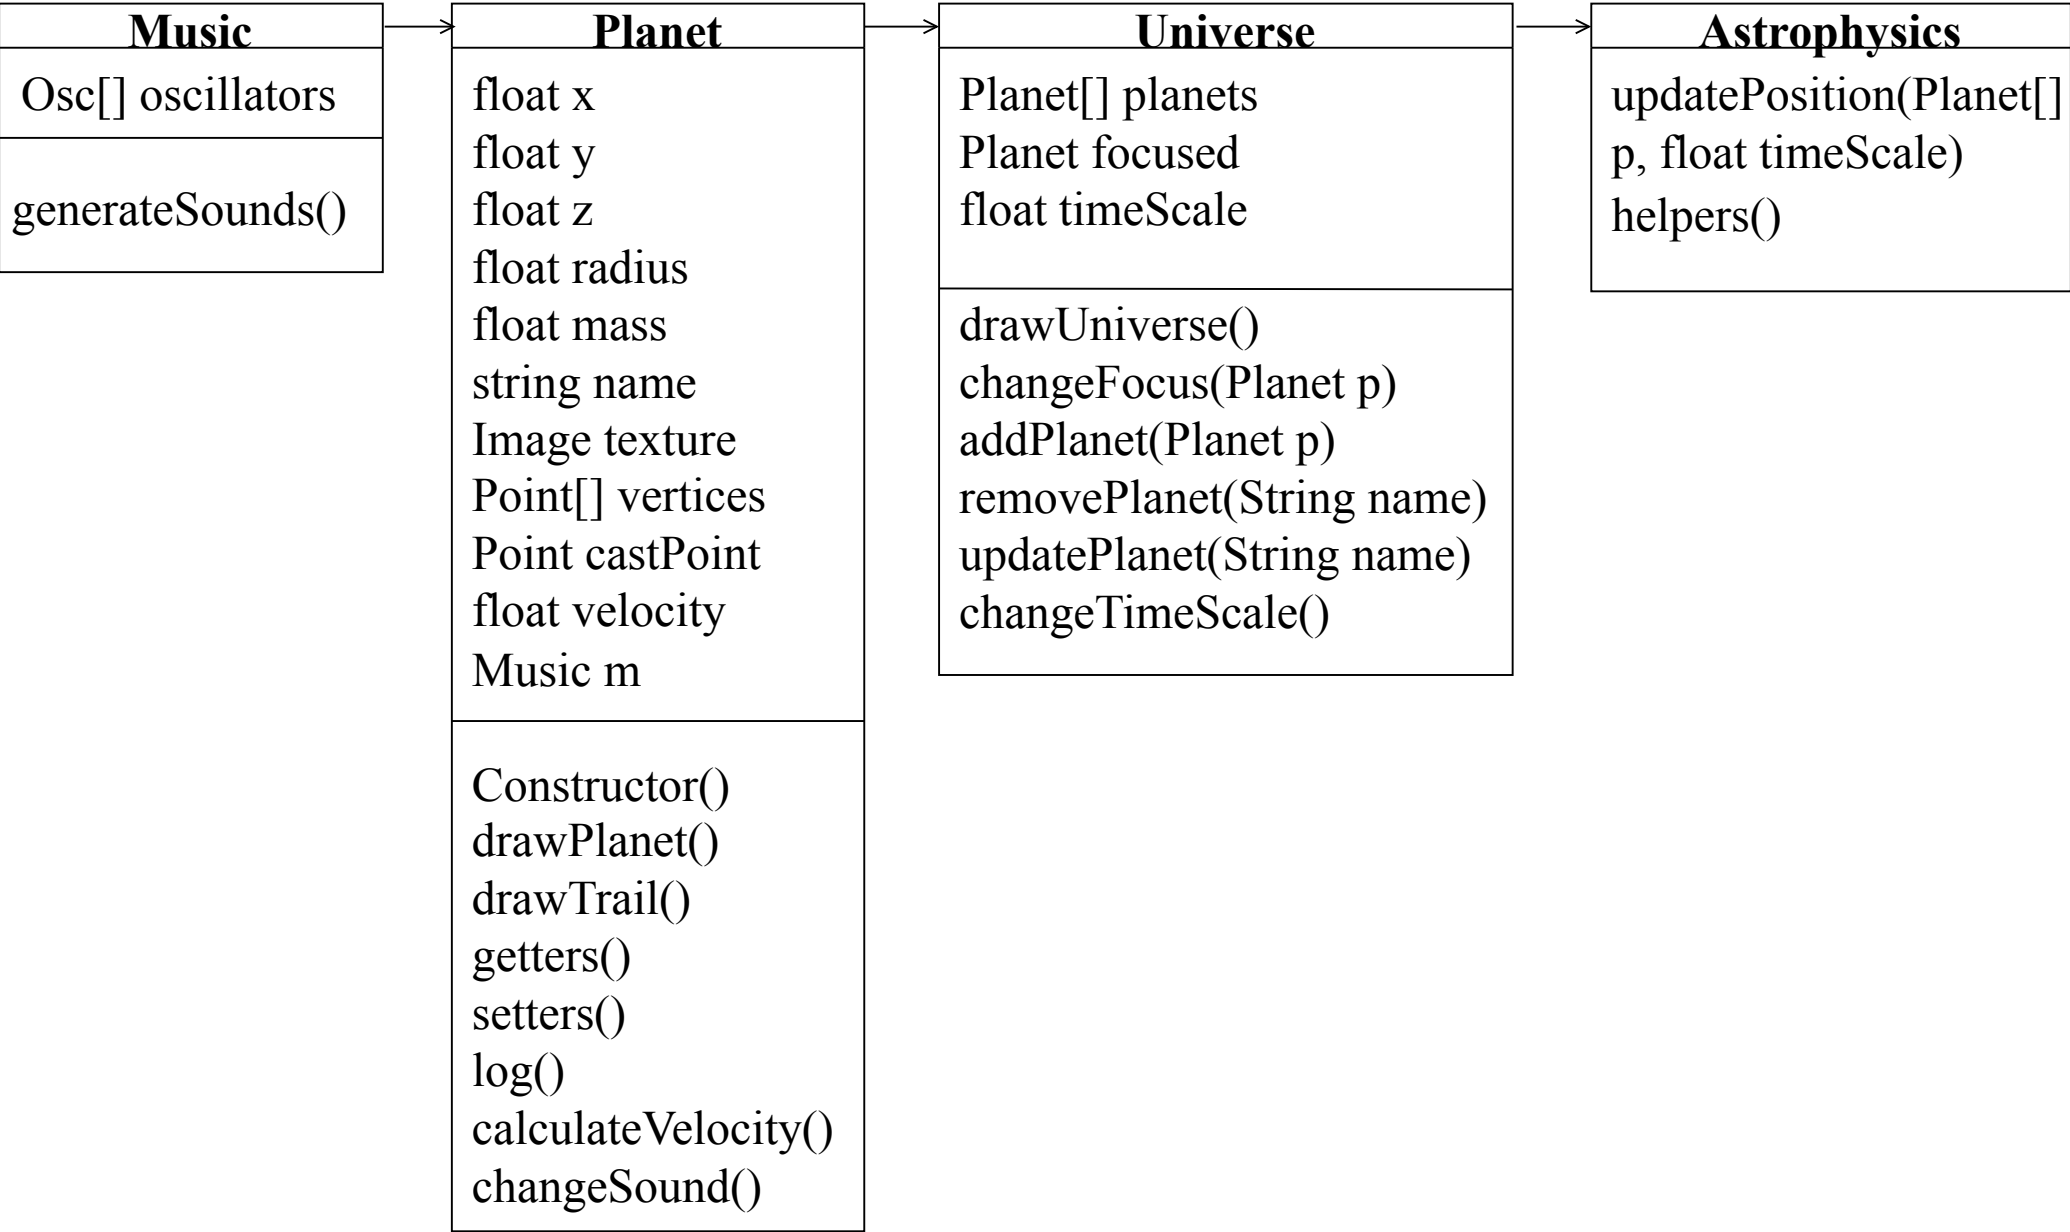 Music
Osc[] oscillators
generateSounds()
Planet
float x
float y
float z
float radius
float mass
string name
Image texture
Point[] vertices
Point castPoint
float velocity
Music m
Constructor()
drawPlanet()
drawTrail()
getters()
setters()
log()
calculateVelocity()
changeSound()
Universe
Planet[] planets
Planet focused
float timeScale
drawUniverse()
changeFocus(Planet p)
addPlanet(Planet p)
removePlanet(String name)
updatePlanet(String name)
changeTimeScale()
Astrophysics
updatePosition(Planet[]
p, float timeScale)
helpers()